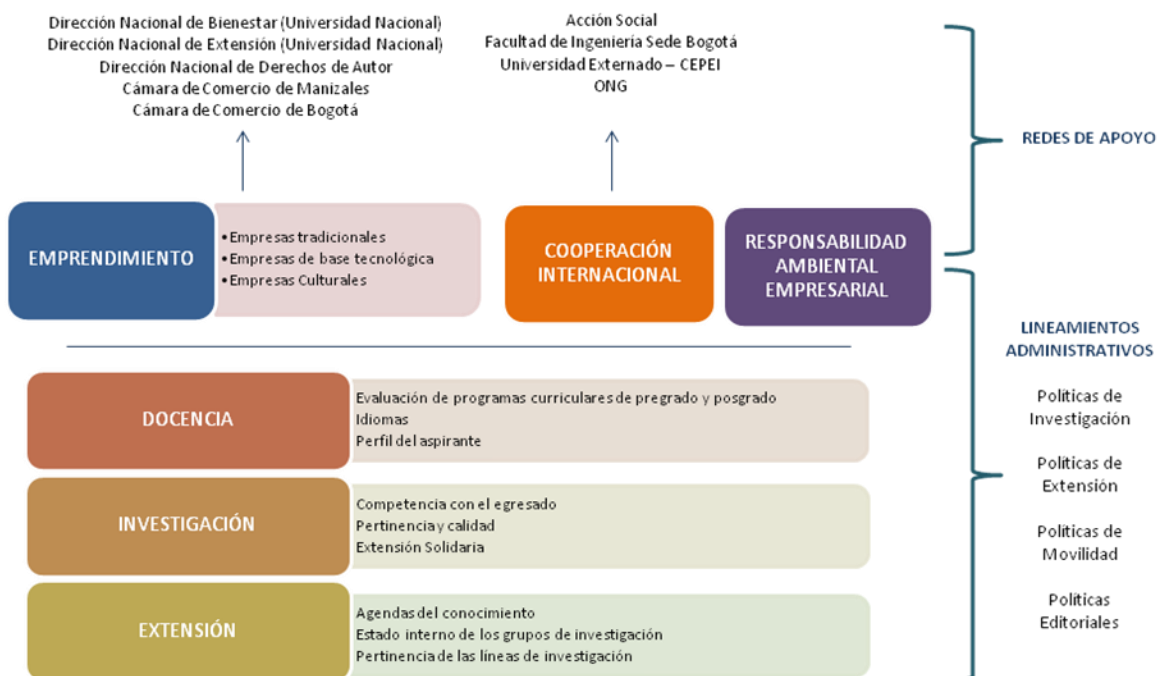 Dirección Nacional de Bienestar (Universidad Nacional)
Dirección Nacional de Extensión (Universidad Nacional)
Dirección Nacional de Derechos de Autor
Cámara de Comercio de Manizales
Cámara de Comercio de Bogotá
Acción Social
Facultad de Ingeniería Sede Bogotá
Universidad Externado – CEPEI
ONG
REDES DE APOYO
EMPRENDIMIENTO
• Empresas tradicionales
• Empresas de base tecnológica
• Empresas Culturales
COOPERACIÓN
INTERNACIONAL
RESPONSABILIDAD
AMBIENTAL
EMPRESARIAL
LINEAMIENTOS
ADMINISTRATIVOS
Políticas de
Investigación
Políticas de
Extensión
Políticas de
Movilidad
Políticas
Editoriales
DOCENCIA
Evaluación de programas curriculares de pregrado y posgrado
Idiomas
Perfil del aspirante
INVESTIGACIÓN
Competencia con el egresado
Pertinencia y calidad
Extensión Solidaria
EXTENSIÓN
Agendas del conocimiento
Estado interno de los grupos de investigación
Pertinencia de las líneas de investigación